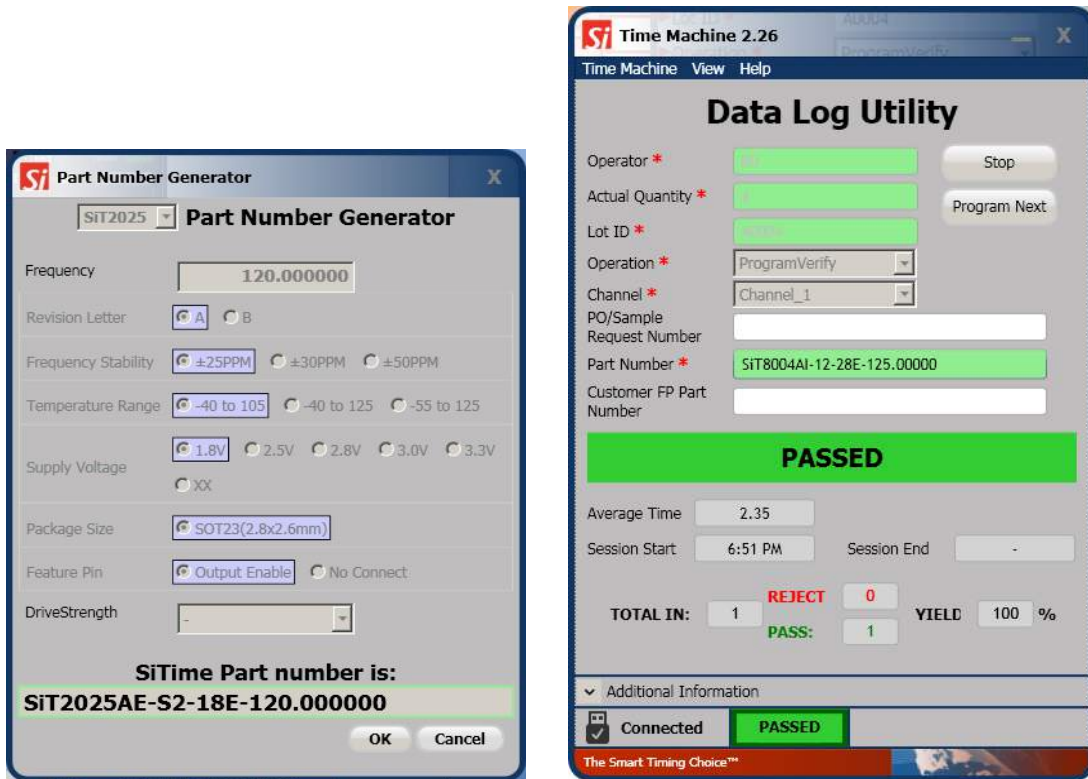 Si Part Number Generator X
SiT2025 Part Number Generator
Frequency 120.000000
Revision Letter A B
Frequency Stability ±25PPM ±30PPM ±50PPM
Temperature Range -40 to 105 -40 to 125 -55 to 125
Supply Voltage 1.8V 2.5V 2.8V 3.0V 3.3V
XX
Package Size SOT23(2.8x2.6mm)
Feature Pin Output Enable No Connect
DriveStrength -
SiTime Part number is:
SiT2025AE-S2-18E-120.000000
OK Cancel
Si Time Machine 2.26 X
Time Machine View Help
Data Log Utility
Operator * Stop
Actual Quantity * Program Next
Lot ID *
Operation * ProgramVerify
Channel * Channel_1
PO/Sample
Request Number
Part Number * SiT8004AI-12-28E-125.00000
Customer FP Part
Number
PASSED
Average Time 2.35
Session Start 6:51 PM Session End -
TOTAL IN: 1 REJECT 0 YIELD 100 %
PASS: 1
Additional Information
Connected PASSED
The Smart Timing Choice™